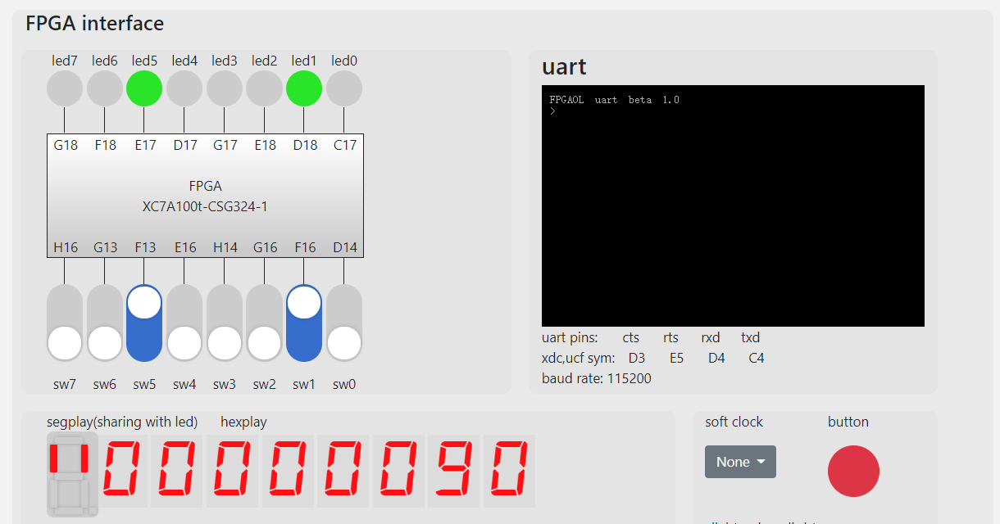 FPGA interface
led7 led6 led5 led4 led3 led2 led1 led0
G18 F18 E17 D17 G17 E18 D18 C17
FPGA
XC7A100t-CSG324-1
H16 G13 F13 E16 H14 G16 F16 D14
sw7 sw6 sw5 sw4 sw3 sw2 sw1 sw0
uart
FPGAOL uart beta 1.0
>
uart pins: cts rts rxd txd
xdc,ucf sym: D3 E5 D4 C4
baud rate: 115200
segplay(sharing with led) hexplay
00000090
soft clock button
None